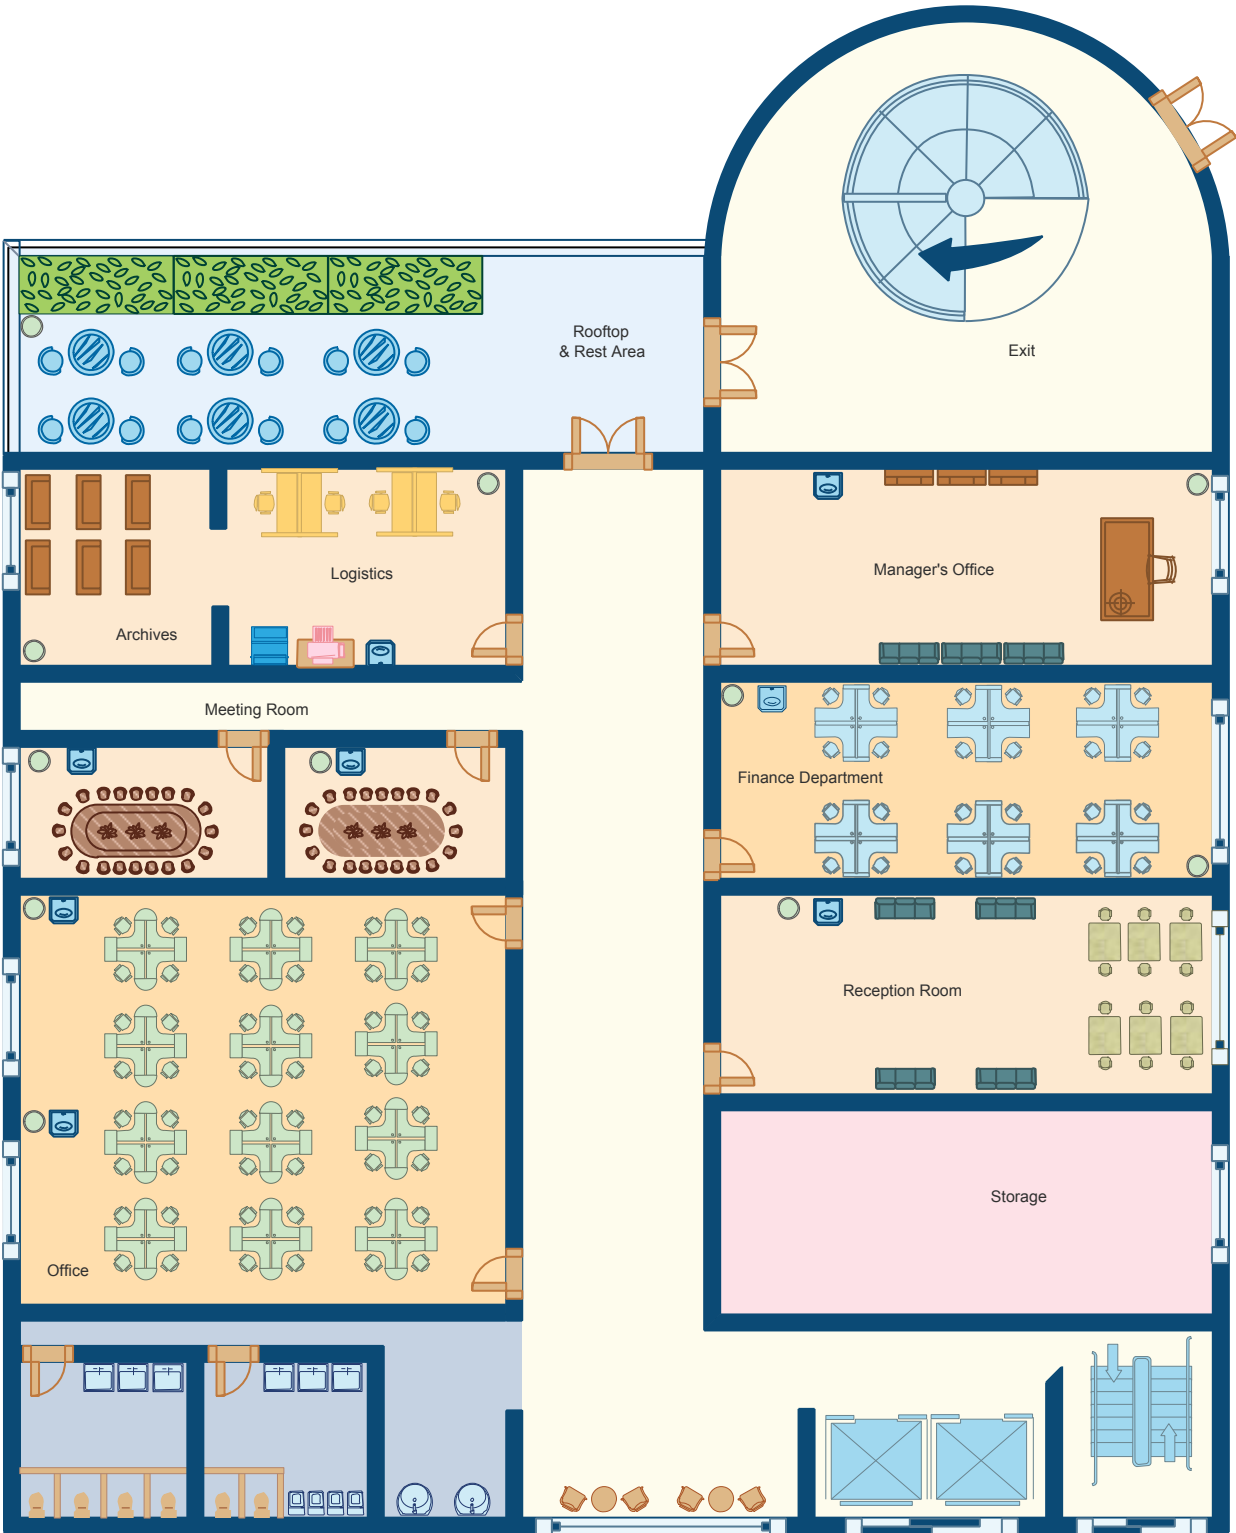 Rooftop
& Rest Area
Exit
Manager's Office
Logistics
Archives
Meeting Room
Finance Department
Reception Room
Storage
Office